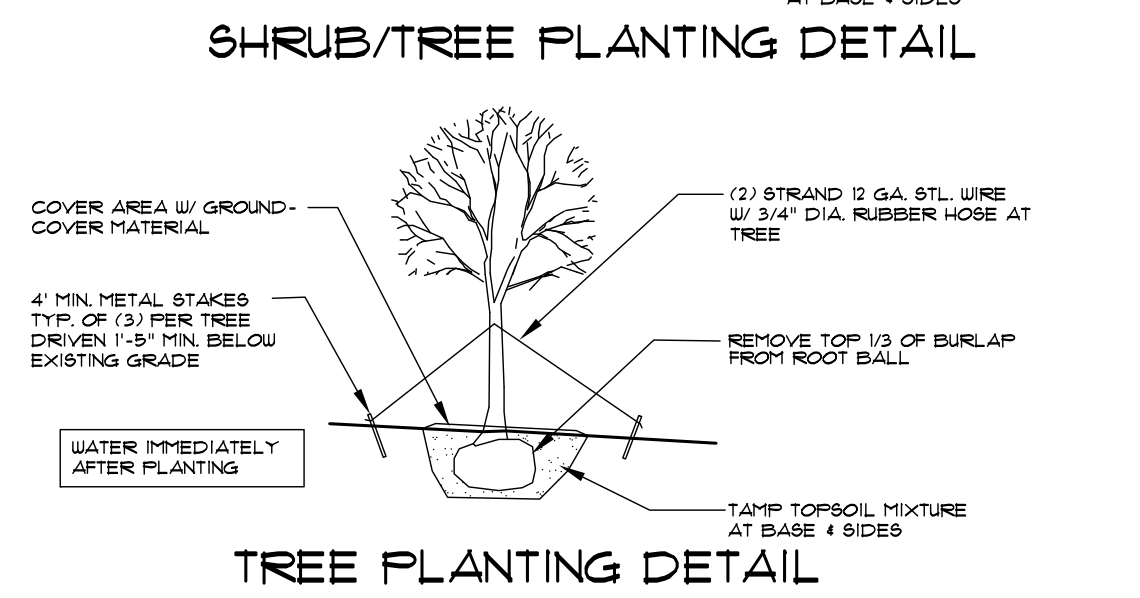 AT BASE & SIDES
SHRUB/TREE PLANTING DETAIL
COVER AREA W/ GROUND-
COVER MATERIAL
(2) STRAND 12 GA. STL. WIRE
W/ 3/4" DIA. RUBBER HOSE AT
TREE
4' MIN. METAL STAKES
TYP. OF (3) PER TREE
DRIVEN 1'-5" MIN. BELOW
EXISTING GRADE
REMOVE TOP 1/3 OF BURLAP
FROM ROOT BALL
WATER IMMEDIATELY
AFTER PLANTING
TAMP TOPSOIL MIXTURE
AT BASE & SIDES
TREE PLANTING DETAIL